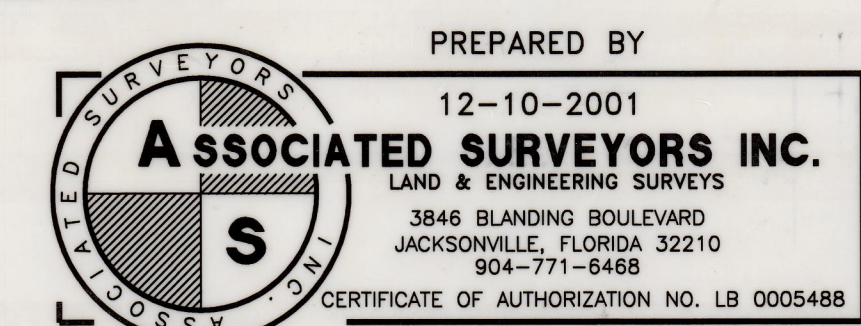 PREPARED BY
12-10-2001
ASSOCIATED SURVEYORS INC.
LAND & ENGINEERING SURVEYS
3846 BLANDING BOULEVARD
JACKSONVILLE, FLORIDA 32210
904-771-6468
CERTIFICATE OF AUTHORIZATION NO. LB 0005488
ASSOCIATED SURVEYORS INC.
S